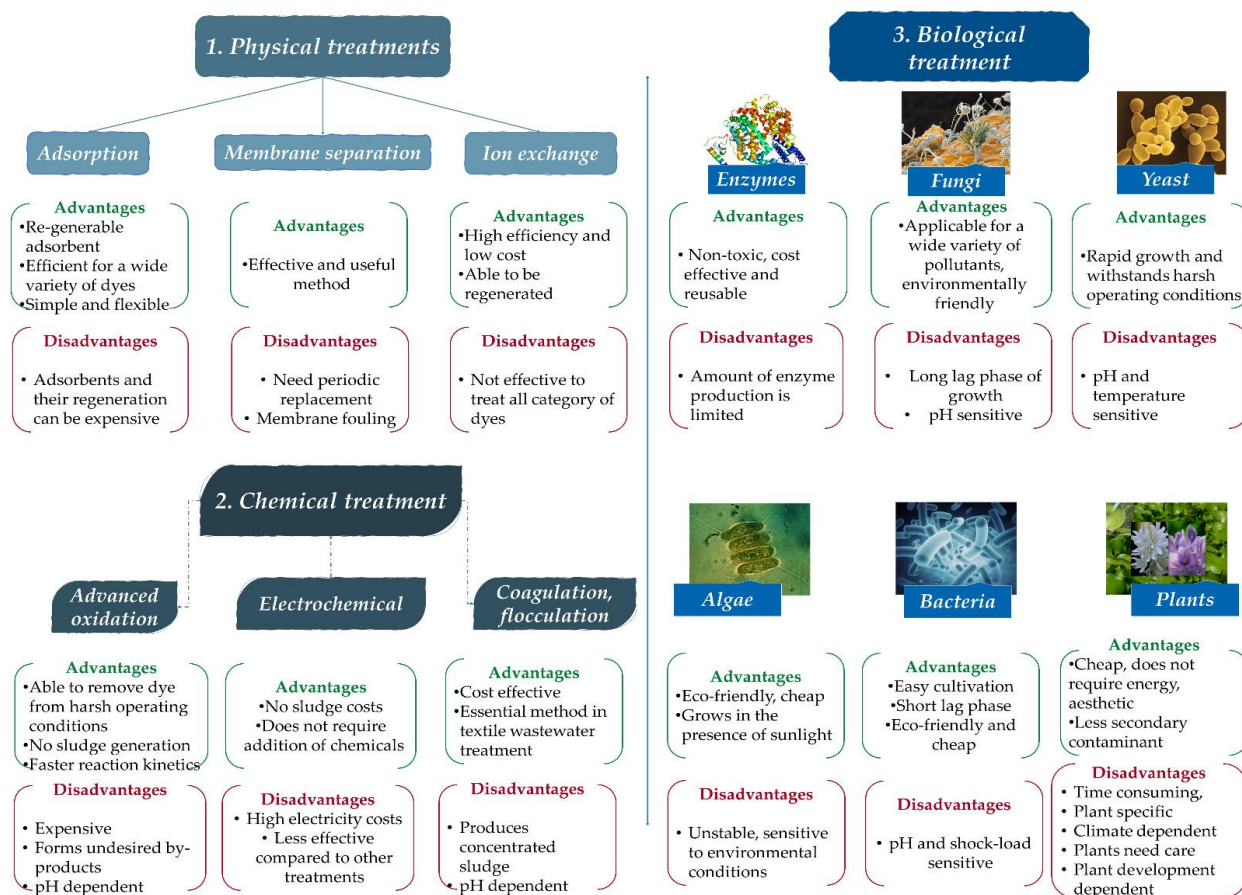 1. Physical treatments
Adsorption
Membrane separation
Ion exchange
Advantages
•Re-generable
adsorbent
•Efficient for a wide
variety of dyes
•Simple and flexible
Advantages
•Effective and useful
method
Advantages
•High efficiency and
low cost
•Able to be
regenerated
Disadvantages
• Adsorbents and
their regeneration
can be expensive
Disadvantages
• Need periodic
replacement
• Membrane fouling
Disadvantages
• Not effective to
treat all category of
dyes
2. Chemical treatment
Advanced
oxidation
Electrochemical
Coagulation,
flocculation
Advantages
•Able to remove dye
from harsh operating
conditions
•No sludge generation
•Faster reaction kinetics
Advantages
•No sludge costs
•Does not require
addition of chemicals
Advantages
•Cost effective
•Essential method in
textile wastewater
treatment
Disadvantages
• Expensive
• Forms undesired by-
products
• pH dependent
Disadvantages
• High electricity costs
• Less effective
compared to other
treatments
Disadvantages
• Produces
concentrated
sludge
• pH dependent
3. Biological
treatment
Enzymes
Fungi
Yeast
Advantages
• Non-toxic, cost
effective and
reusable
Advantages
• Applicable for a
wide variety of
pollutants,
environmentally
friendly
Advantages
• Rapid growth and
withstands harsh
operating conditions
Disadvantages
• Amount of enzyme
production is
limited
Disadvantages
• Long lag phase of
growth
• pH sensitive
Disadvantages
• pH and
temperature
sensitive
Algae
Bacteria
Plants
Advantages
•Eco-friendly, cheap
•Grows in the
presence of sunlight
Advantages
•Easy cultivation
•Short lag phase
•Eco-friendly and
cheap
Advantages
•Cheap, does not
require energy,
aesthetic
•Less secondary
contaminant
Disadvantages
• Unstable, sensitive
to environmental
conditions
Disadvantages
• pH and shock-load
sensitive
Disadvantages
• Time consuming,
• Plant specific
• Climate dependent
• Plants need care
• Plant development
dependent